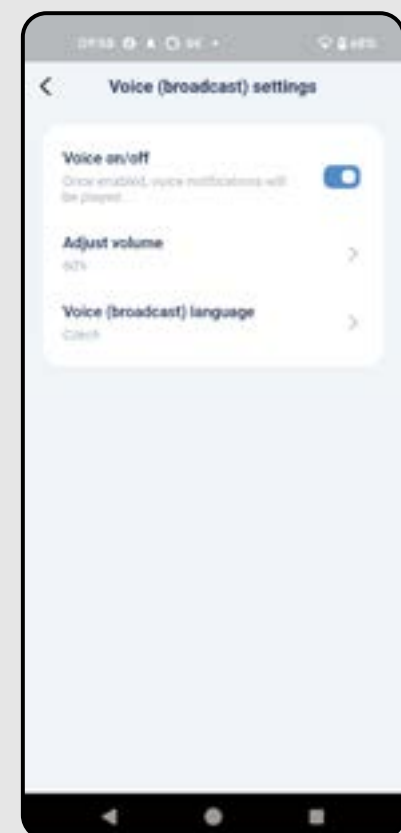 Voice (broadcast) settings
Voice on/off
Once enabled, voice notifications will
be played
Adjust volume
60%
Voice (broadcast) language
Czech